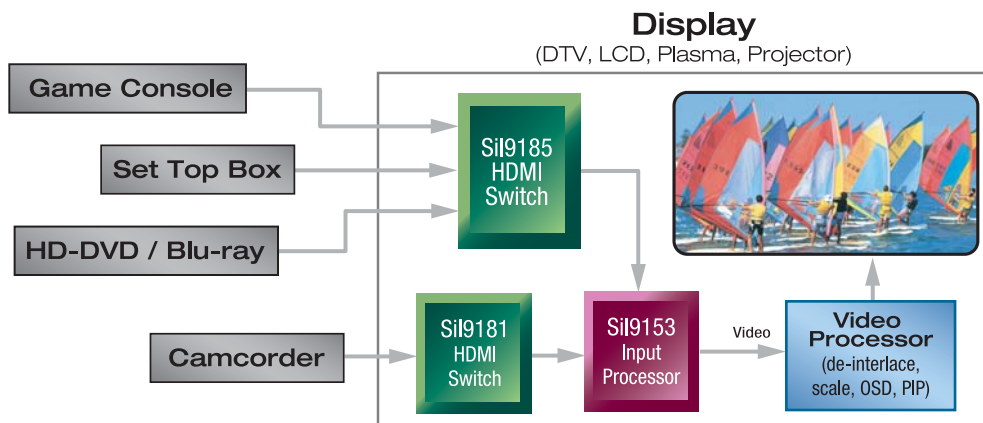 Display
(DTV, LCD, Plasma, Projector)
Game Console
Set Top Box
HD-DVD / Blu-ray
Camcorder
SiI9185
HDMI
Switch
SiI9181
HDMI
Switch
SiI9153
Input
Processor
Video
Video
Processor
(de-interlace,
scale, OSD, PIP)